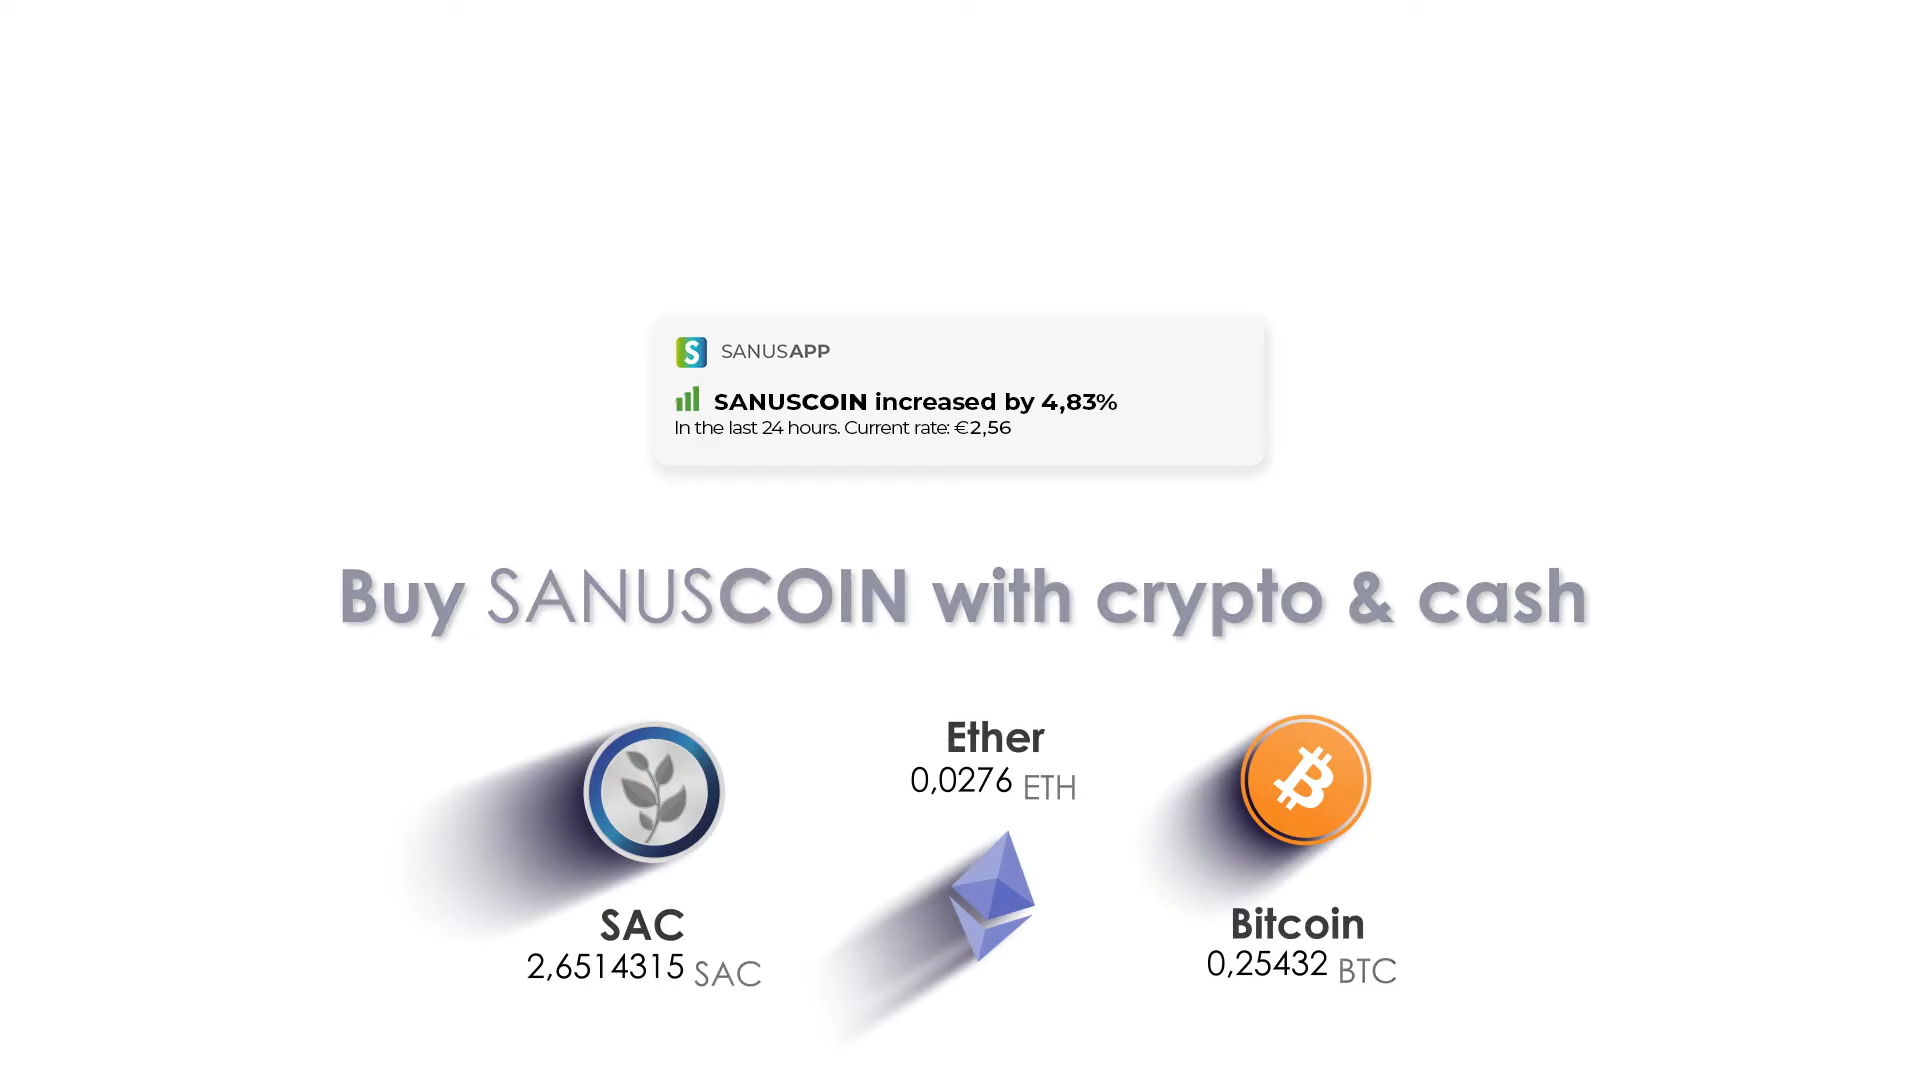 SANUSAPP
SANUSCOIN increased by 4,83%
In the last 24 hours. Current rate: €2,56
Buy SANUSCOIN with crypto & cash
SAC
2,6514315 SAC
Ether
0,0276 ETH
Bitcoin
0,25432 BTC